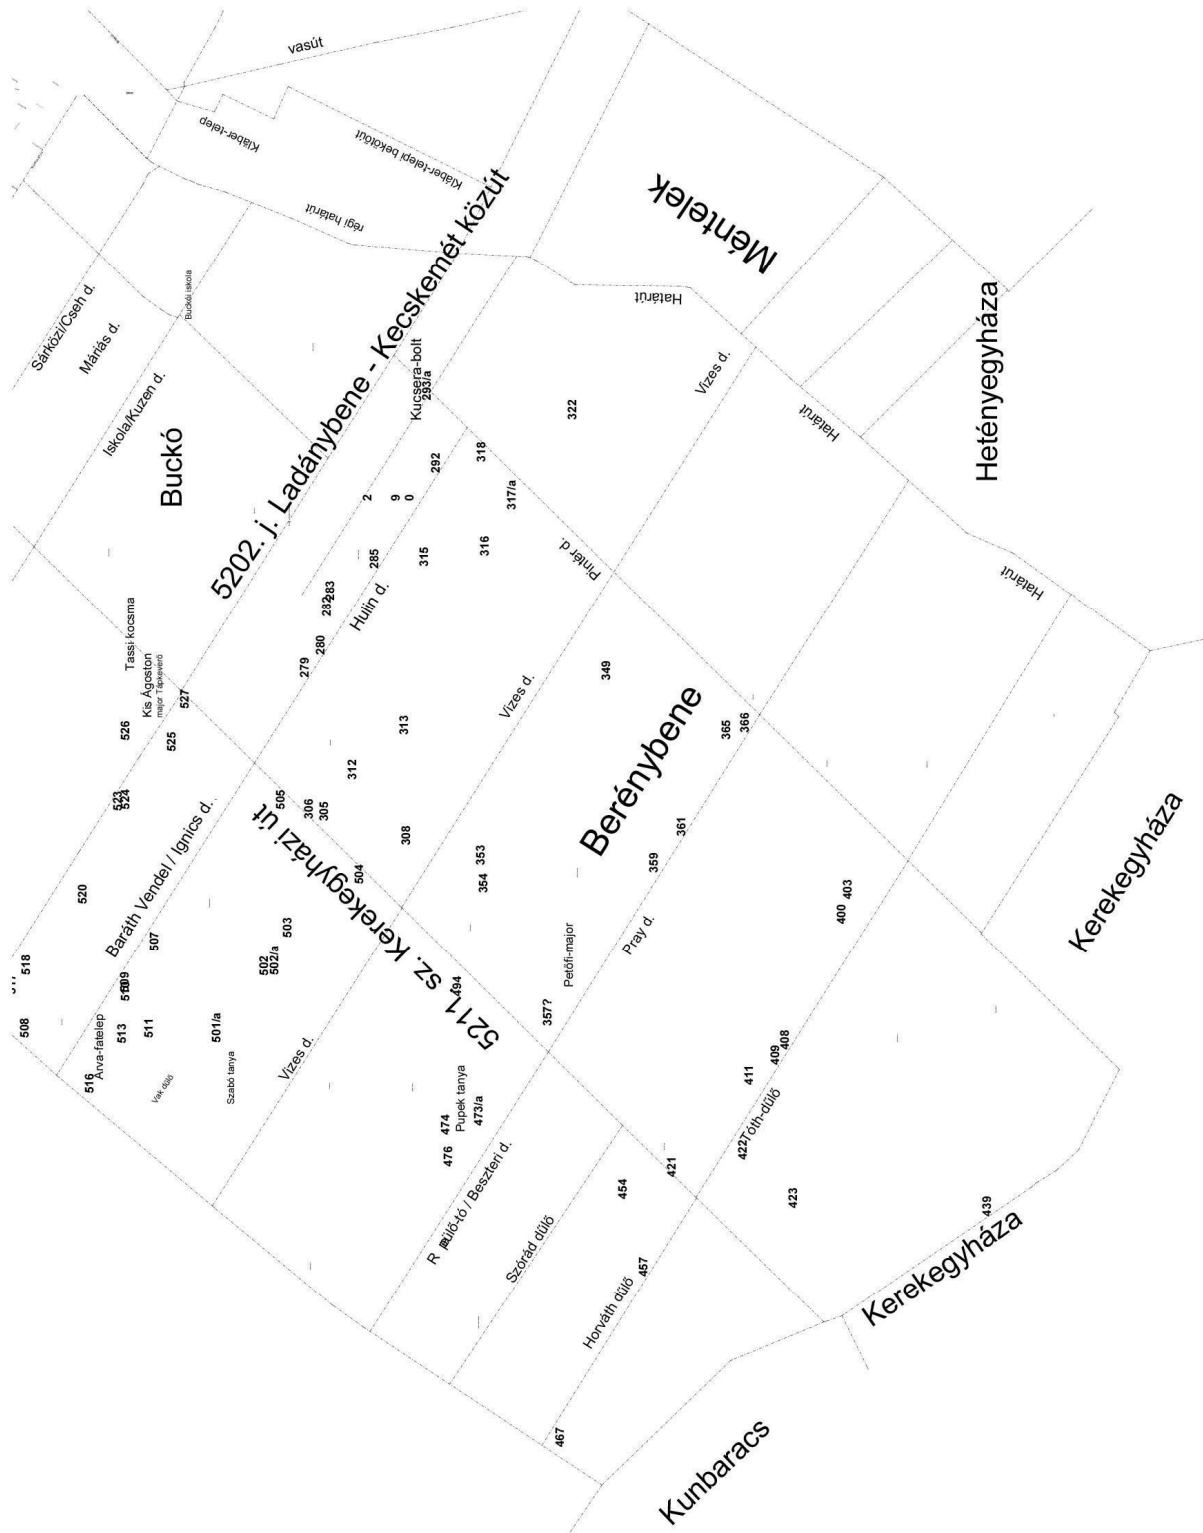 vasút
Kláber-telep
Kláber-telepi bekötőút
régi határút
Sárközi/Cseh d.
Máriás d.
Buckói iskola
Iskola/Kuzen d.
Buckó
5202. j. Ladánybene - Kecskemét közút
Méntelek
Határút
Kucsera-bolt
293/a
322
Vizes d.
Határút
Hetényegyháza
292
318
2
9
0
317/a
285
315
316
Pintér d.
Határút
282
283
Hulin d.
280
279
Tassi kocsma
Kis Ágoston
major Tápkeverő
527
526
525
349
Vizes d.
313
312
365
366
Berénybene
523
524
505
306
305
308
361
359
353
354
504
5211. sz. Kerekegyházi út
Baráth Vendel / Ignics d.
520
507
503
502
502/a
518
509
508
513
511
501/a
494
Petőfi-major
Pray d.
357?
403
400
Kerekegyháza
516
Árva-fatelep
Vak dűlő
Szabó tanya
Vizes d.
408
409
411
Tóth-dűlő
422
474
Pupek tanya
473/a
476
421
454
423
439
Kerekegyháza
Szórád dűlő
457
Horváth dűlő
467
Kunbaracs